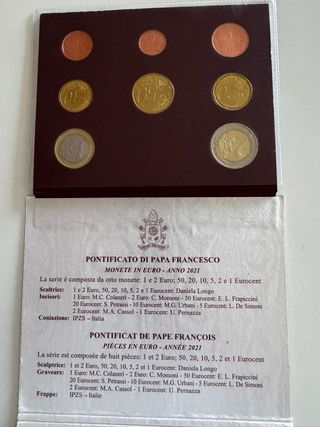 PONTIFICATO DI PAPA FRANCESCO
MONETE IN EURO - ANNO 2021
La serie è composta da otto monete: 1 e 2 Euro; 50, 20, 10, 5, 2 e 1 Eurocent
Scultrice: 1 e 2 Euro; 50, 20, 10, 5, 2 e 1 Eurocent: Daniela Longo
Incisori: 1 Euro: M.C. Colaneri - 2 Euro: C. Momoni - 50 Eurocent: E. L. Frapiccini
20 Eurocent: S. Petrassi - 10 Eurocent: M.G. Urbani - 5 Eurocent: L. De Simoni
2 Eurocent: M.A. Cassol - 1 Eurocent: U. Pernazza
Coniazione: IPZS – Italia
PONTIFICAT DE PAPE FRANÇOIS
PIÈCES EN EURO - ANNÉE 2021
La série est composée de huit pièces: 1 et 2 Euro; 50, 20, 10, 5, 2 et 1 Eurocent
Sculptrice: 1 et 2 Euro; 50, 20, 10, 5, 2 et 1 Eurocent: Daniela Longo
Graveurs: 1 Euro: M.C. Colaneri - 2 Euro: C. Momoni - 50 Eurocent: E. L. Frapiccini
20 Eurocent: S. Petrassi - 10 Eurocent: M.G. Urbani - 5 Eurocent: L. De Simoni
2 Eurocent: M.A. Cassol - 1 Eurocent: U. Pernazza
Frappe: IPZS – Italie